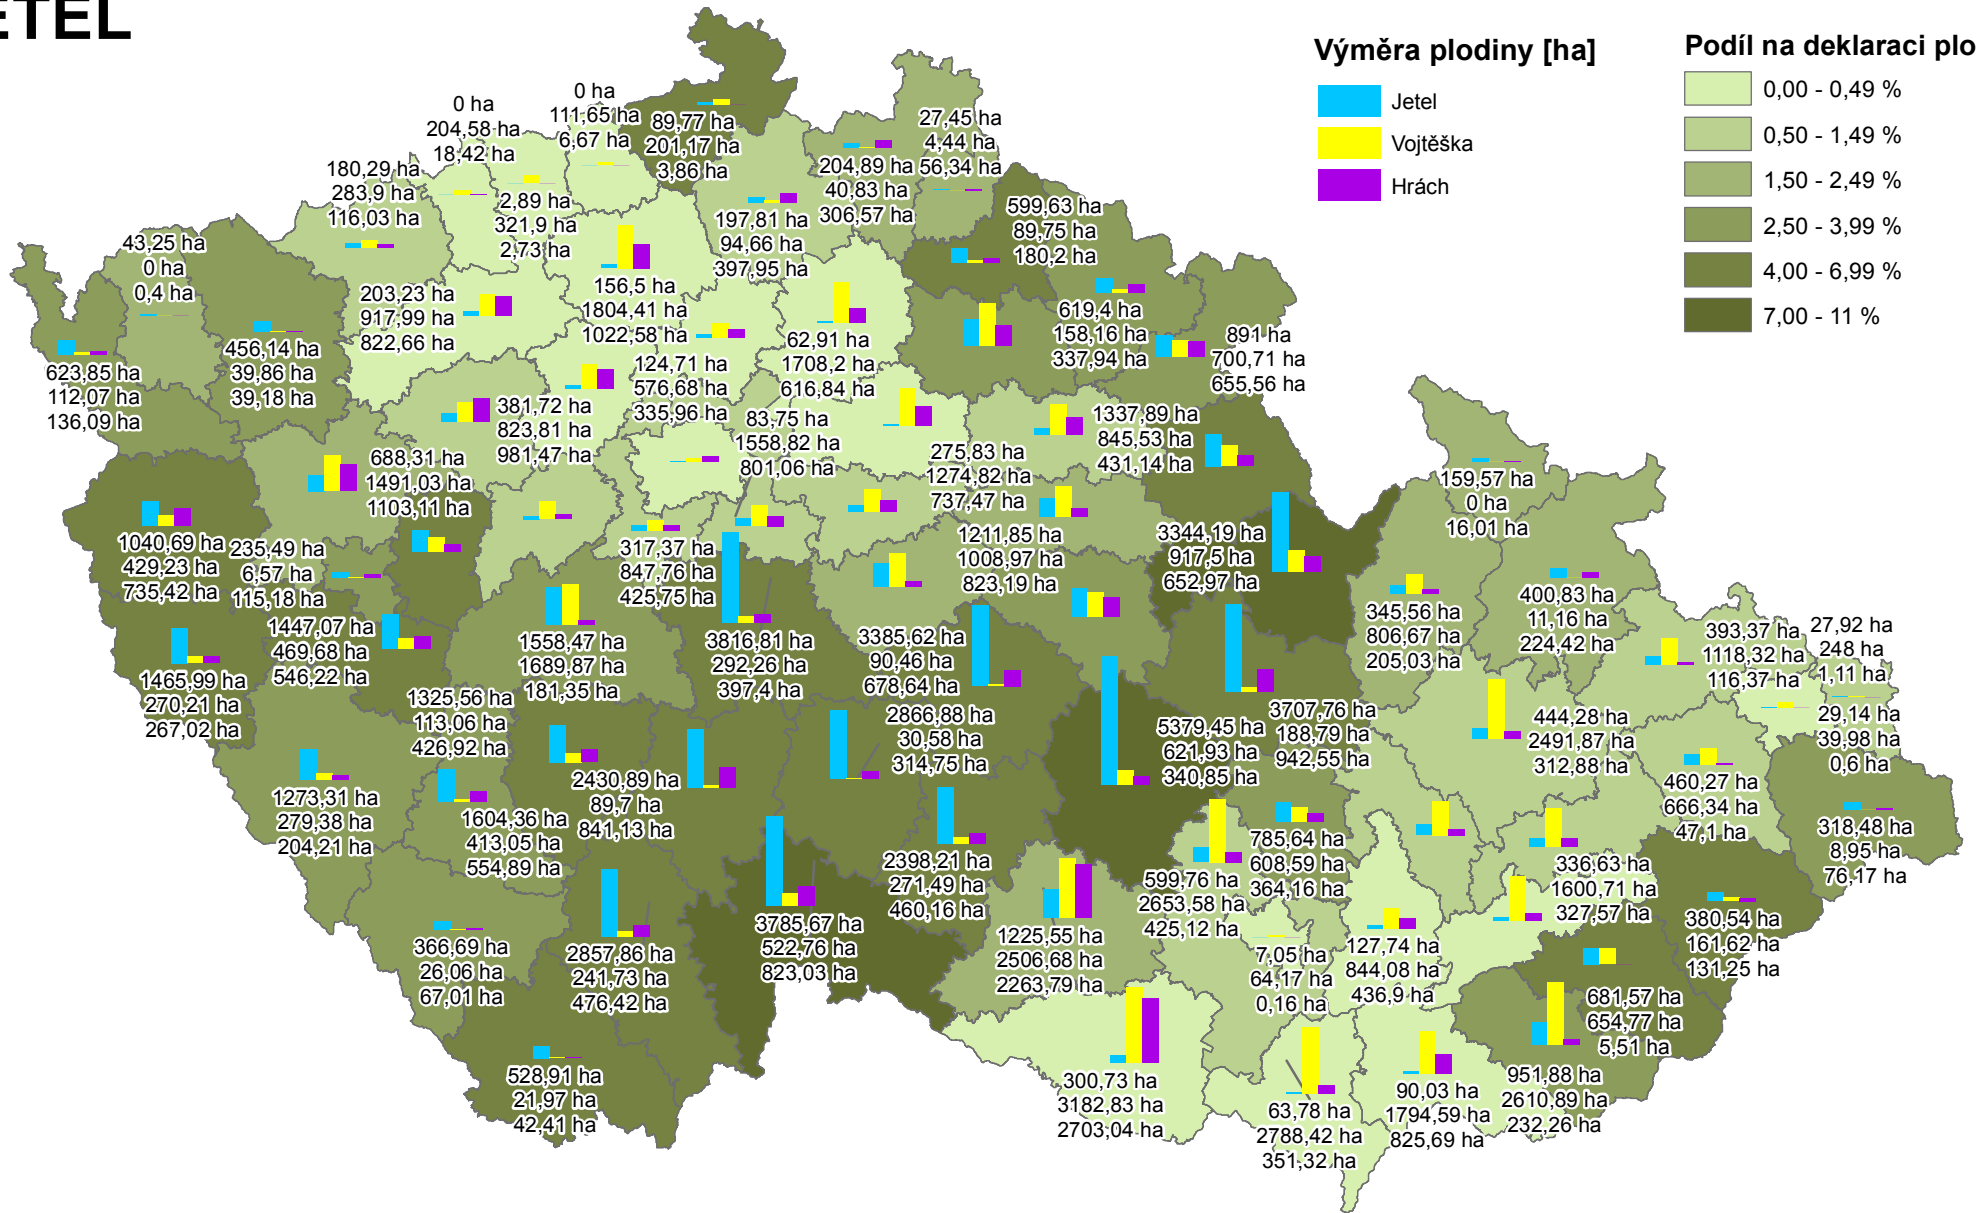 ETEL
Výměra plodiny [ha]
Jetel
Vojtěška
Hrách
Podíl na deklaraci plo
0,00 - 0,49 %
0,50 - 1,49 %
1,50 - 2,49 %
2,50 - 3,99 %
4,00 - 6,99 %
7,00 - 11 %
0 ha
204,58 ha
18,42 ha
0 ha
111,65 ha
6,67 ha
89,77 ha
201,17 ha
3,86 ha
27,45 ha
4,44 ha
56,34 ha
180,29 ha
283,9 ha
116,03 ha
2,89 ha
321,9 ha
2,73 ha
204,89 ha
40,83 ha
306,57 ha
197,81 ha
94,66 ha
397,95 ha
599,63 ha
89,75 ha
180,2 ha
43,25 ha
0 ha
0,4 ha
203,23 ha
917,99 ha
822,66 ha
156,5 ha
1804,41 ha
1022,58 ha
619,4 ha
158,16 ha
337,94 ha
891 ha
700,71 ha
655,56 ha
456,14 ha
39,86 ha
39,18 ha
623,85 ha
112,07 ha
136,09 ha
124,71 ha
576,68 ha
335,96 ha
62,91 ha
1708,2 ha
616,84 ha
381,72 ha
823,81 ha
981,47 ha
83,75 ha
1558,82 ha
801,06 ha
1337,89 ha
845,53 ha
431,14 ha
688,31 ha
1491,03 ha
1103,11 ha
275,83 ha
1274,82 ha
737,47 ha
159,57 ha
0 ha
16,01 ha
1040,69 ha
429,23 ha
735,42 ha
235,49 ha
6,57 ha
115,18 ha
317,37 ha
847,76 ha
425,75 ha
1211,85 ha
1008,97 ha
823,19 ha
3344,19 ha
917,5 ha
652,97 ha
345,56 ha
806,67 ha
205,03 ha
400,83 ha
11,16 ha
224,42 ha
1447,07 ha
469,68 ha
546,22 ha
1558,47 ha
1689,87 ha
181,35 ha
3816,81 ha
292,26 ha
397,4 ha
3385,62 ha
90,46 ha
678,64 ha
393,37 ha
1118,32 ha
116,37 ha
27,92 ha
248 ha
1,11 ha
1465,99 ha
270,21 ha
267,02 ha
1325,56 ha
113,06 ha
426,92 ha
2866,88 ha
30,58 ha
314,75 ha
5379,45 ha
621,93 ha
340,85 ha
3707,76 ha
188,79 ha
942,55 ha
444,28 ha
2491,87 ha
312,88 ha
29,14 ha
39,98 ha
0,6 ha
1273,31 ha
279,38 ha
204,21 ha
2430,89 ha
89,7 ha
841,13 ha
460,27 ha
666,34 ha
47,1 ha
1604,36 ha
413,05 ha
554,89 ha
785,64 ha
608,59 ha
364,16 ha
318,48 ha
8,95 ha
76,17 ha
2398,21 ha
271,49 ha
460,16 ha
599,76 ha
2653,58 ha
425,12 ha
336,63 ha
1600,71 ha
327,57 ha
380,54 ha
161,62 ha
131,25 ha
366,69 ha
26,06 ha
67,01 ha
2857,86 ha
241,73 ha
476,42 ha
3785,67 ha
522,76 ha
823,03 ha
1225,55 ha
2506,68 ha
2263,79 ha
7,05 ha
64,17 ha
0,16 ha
127,74 ha
844,08 ha
436,9 ha
681,57 ha
654,77 ha
5,51 ha
528,91 ha
21,97 ha
42,41 ha
300,73 ha
3182,83 ha
2703,04 ha
63,78 ha
2788,42 ha
351,32 ha
90,03 ha
1794,59 ha
825,69 ha
951,88 ha
2610,89 ha
232,26 ha